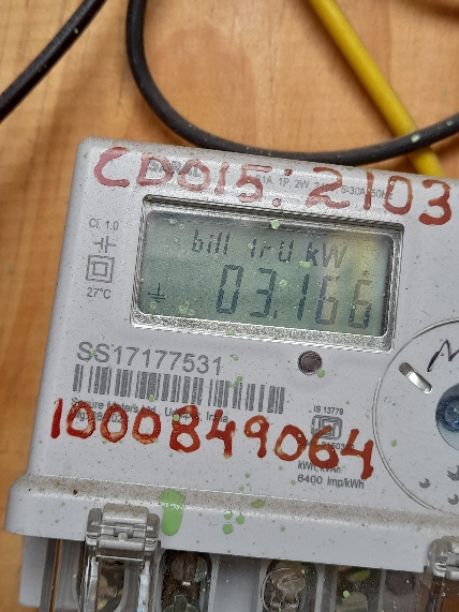 CD015:2103
Cl 1.0
27°C
bill 1rU kW
03.166
SS17177531
1000849064
IS 13779
kWh, kVAh
6400 imp/kWh